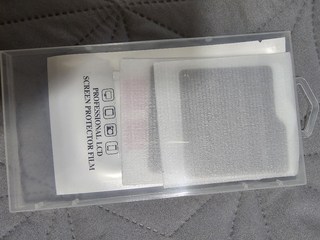 PROFESSIONAL LCD
SCREEN PROTECTOR FILM